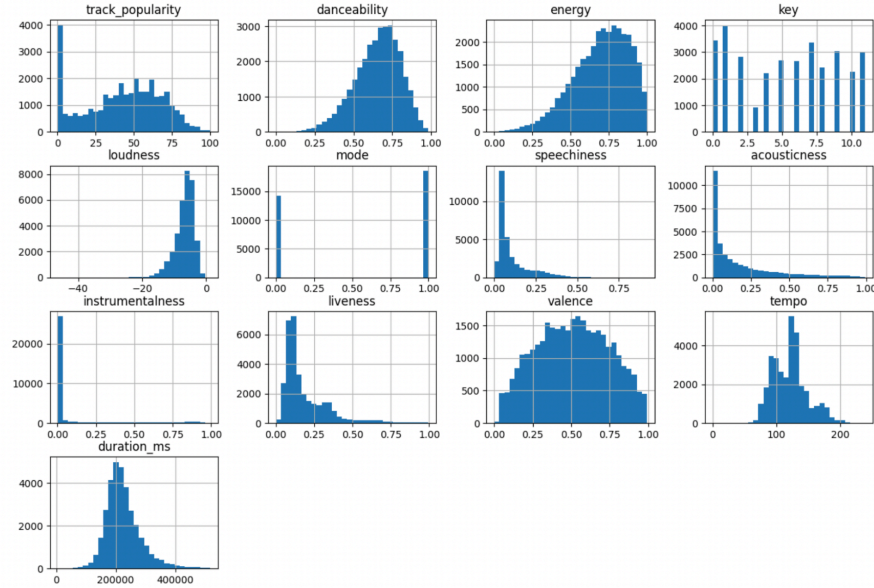 track_popularity danceability energy key
4000 3000 2000 1000 0
0 25 50 75 100
3000 2000 1000 0
0.00 0.25 0.50 0.75 1.00
2000 1500 1000 500 0
0.00 0.25 0.50 0.75 1.00
4000 3000 2000 1000 0
0.0 2.5 5.0 7.5 10.0
loudness mode speechiness acousticness
8000 6000 4000 2000 0
−40 −20 0
15000 10000 5000 0
0.00 0.25 0.50 0.75 1.00
10000 5000 0
0.00 0.25 0.50 0.75
10000 7500 5000 2500 0
0.00 0.25 0.50 0.75 1.00
instrumentalness liveness valence tempo
20000 10000 0
0.00 0.25 0.50 0.75 1.00
6000 4000 2000 0
0.00 0.25 0.50 0.75 1.00
1500 1000 500 0
0.00 0.25 0.50 0.75 1.00
4000 2000 0
0 100 200
duration_ms
4000 2000 0
0 200000 400000